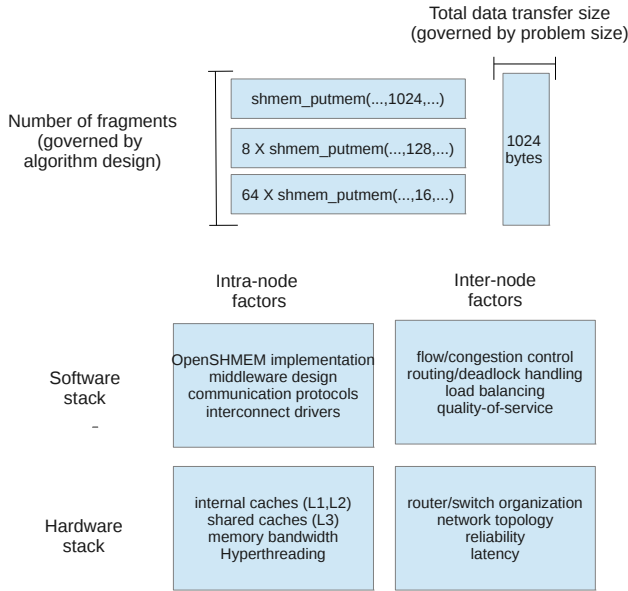 Total data transfer size
(governed by problem size)
Number of fragments
(governed by
algorithm design)
shmem_putmem(...,1024,...)
8 X shmem_putmem(...,128,...)
64 X shmem_putmem(...,16,...)
1024
bytes
Intra-node
factors
Inter-node
factors
Software
stack
OpenSHMEM implementation
middleware design
communication protocols
interconnect drivers
flow/congestion control
routing/deadlock handling
load balancing
quality-of-service
Hardware
stack
internal caches (L1,L2)
shared caches (L3)
memory bandwidth
Hyperthreading
router/switch organization
network topology
reliability
latency